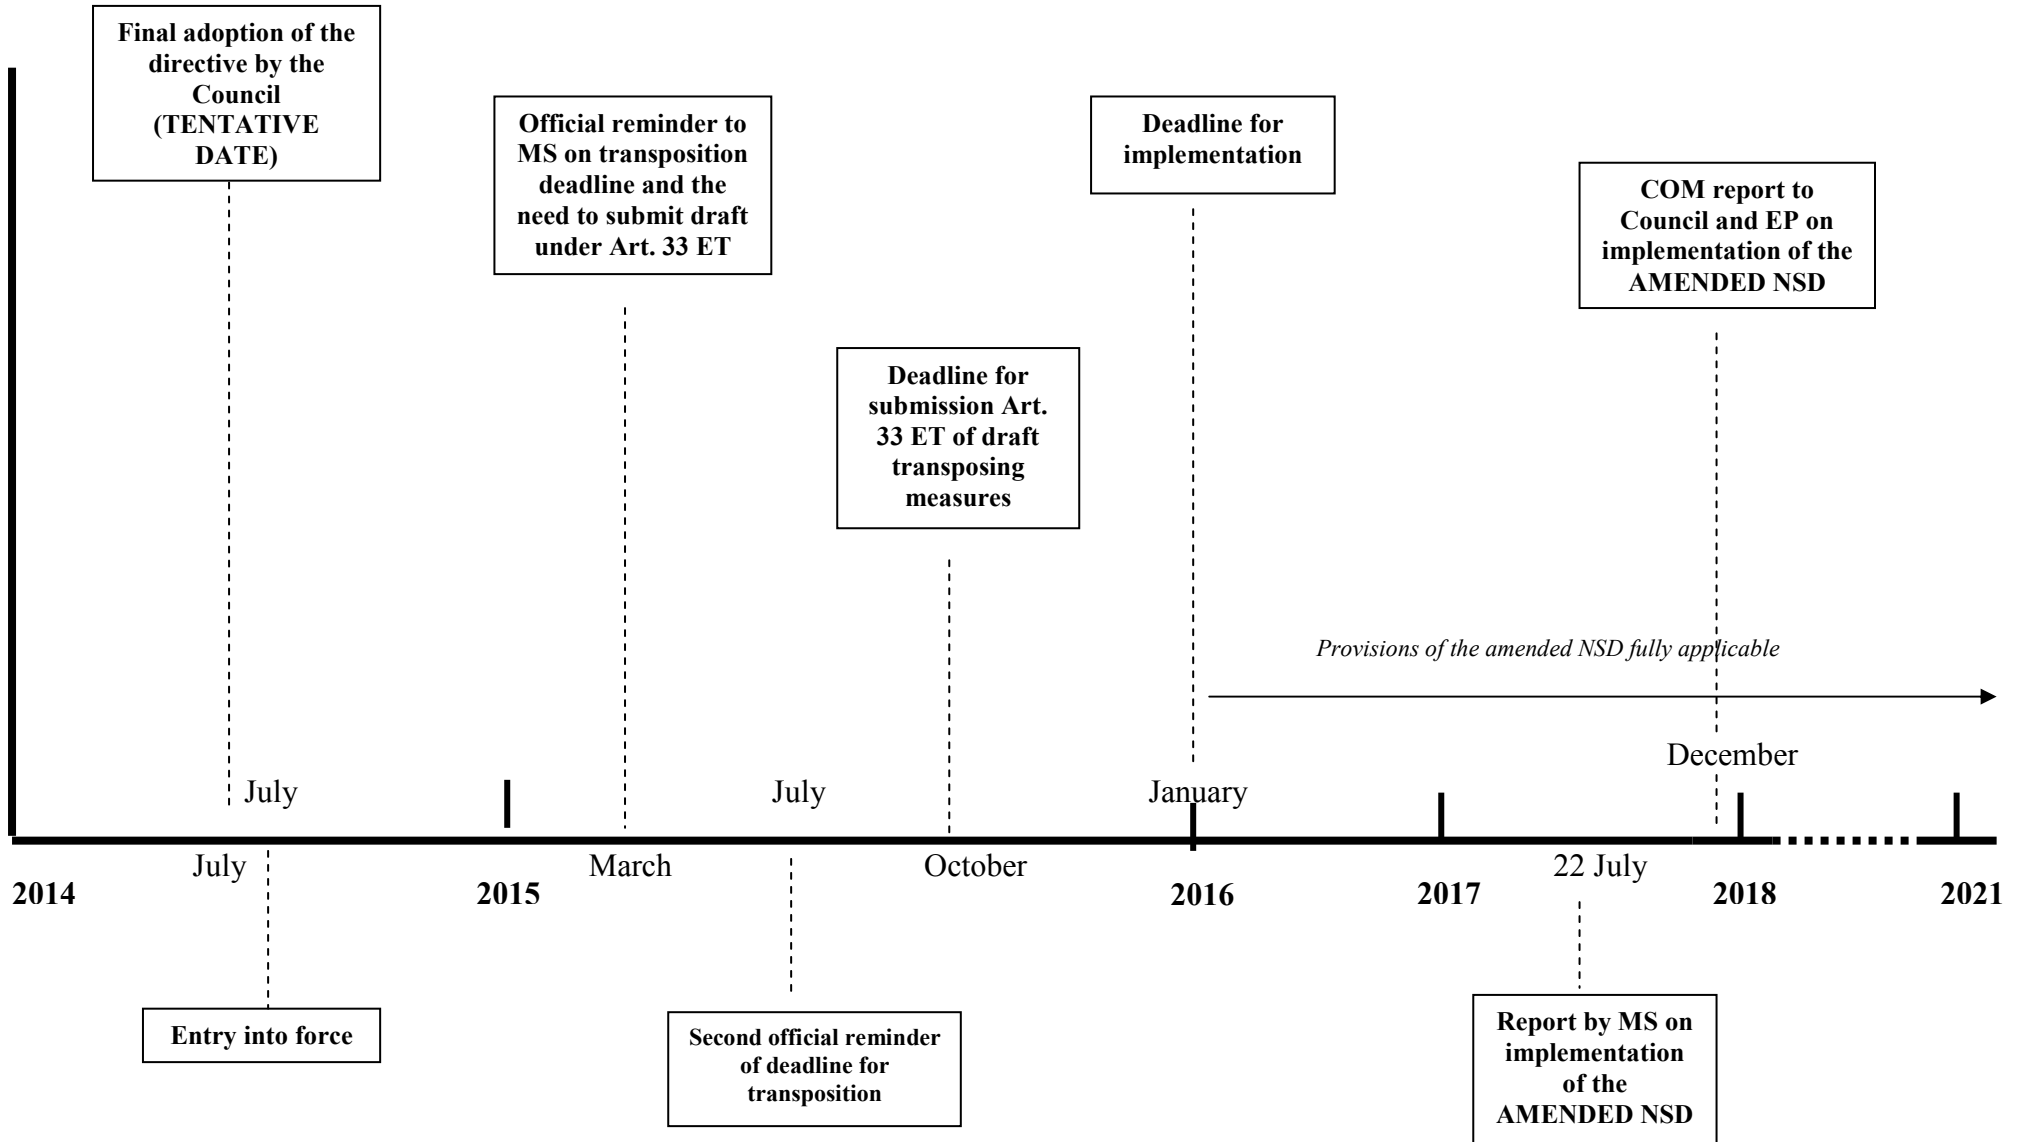 Final adoption of the
directive by the
Council
(TENTATIVE
DATE)
Official reminder to
MS on transposition
deadline and the
need to submit draft
under Art. 33 ET
Deadline for
implementation
COM report to
Council and EP on
implementation of the
AMENDED NSD
Deadline for
submission Art.
33 ET of draft
transposing
measures
Provisions of the amended NSD fully applicable
December
July
July
January
July
March
October
22 July
2014
2015
2016
2017
2018
2021
Entry into force
Second official reminder
of deadline for
transposition
Report by MS on
implementation
of the
AMENDED NSD